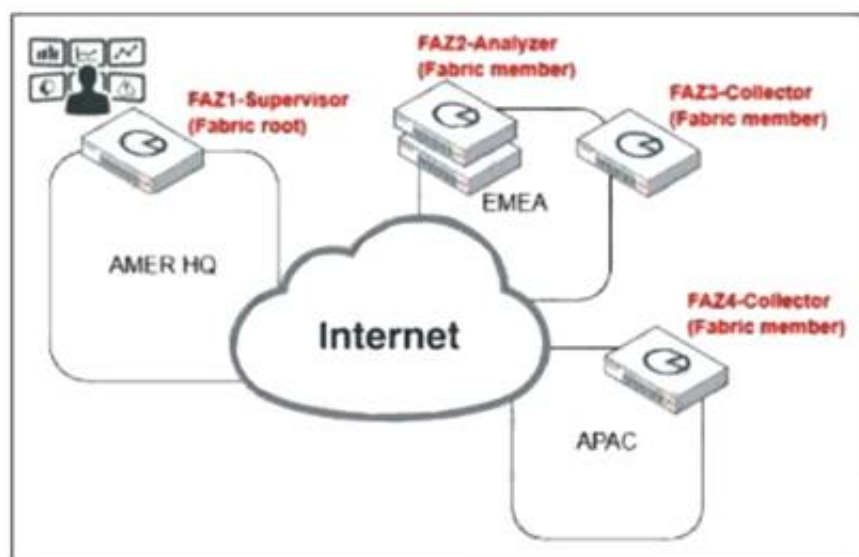 FAZ1-Supervisor
(Fabric root)
FAZ2-Analyzer
(Fabric member)
FAZ3-Collector
(Fabric member)
EMEA
AMER HQ
Internet
FAZ4-Collector
(Fabric member)
APAC